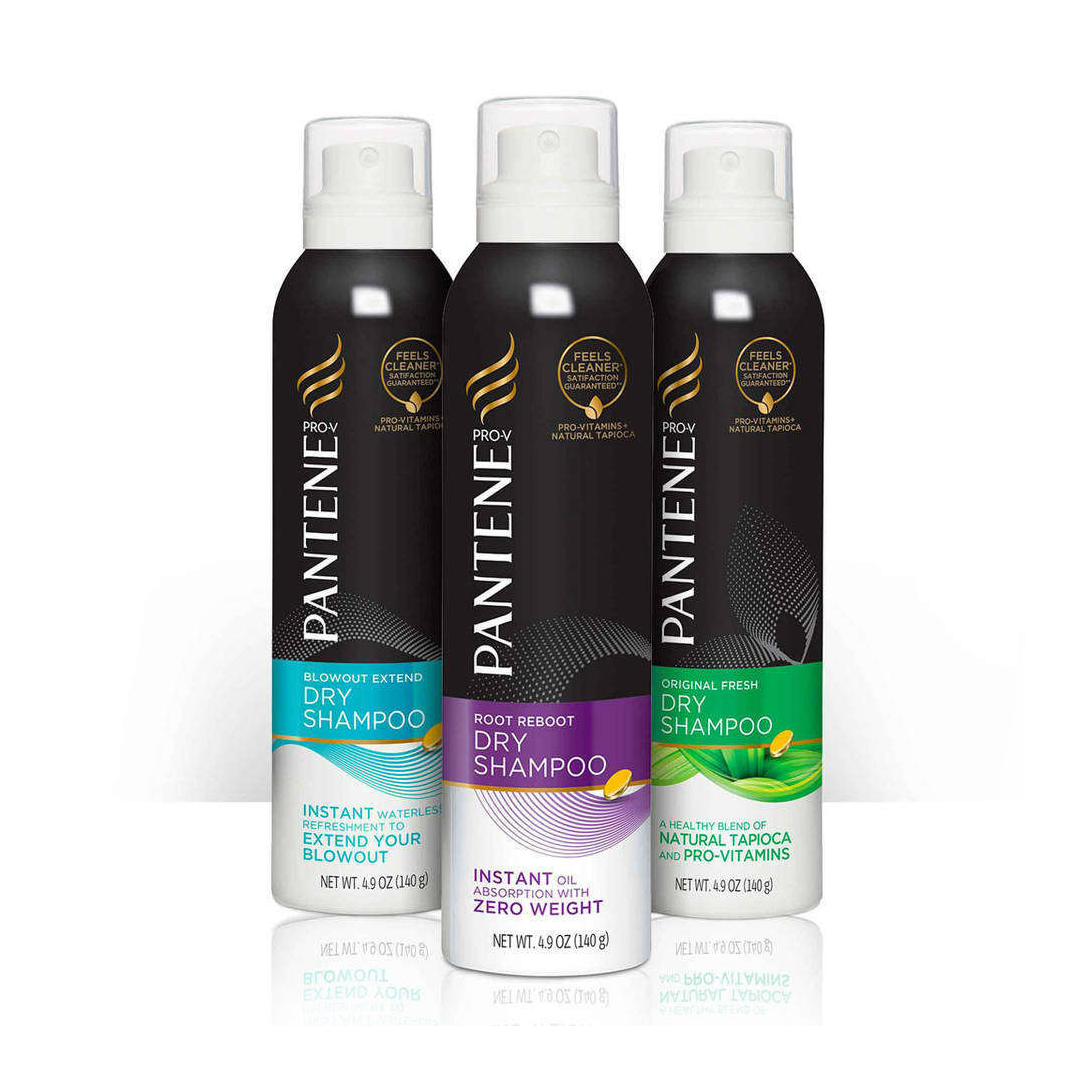 FEELS
CLEANER*
SATIFACTION
GUARANTEED**
PRO-VITAMINS+
NATURAL TAPIOCA
PRO-V
PANTENE
BLOWOUT EXTEND
DRY
SHAMPOO
INSTANT WATERLESS
REFRESHMENT TO
EXTEND YOUR
BLOWOUT
NET WT. 4.9 OZ (140 g)
FEELS
CLEANER*
SATIFACTION
GUARANTEED**
PRO-VITAMINS+
NATURAL TAPIOCA
PRO-V
PANTENE
ROOT REBOOT
DRY
SHAMPOO
INSTANT OIL
ABSORPTION WITH
ZERO WEIGHT
NET WT. 4.9 OZ (140 g)
FEELS
CLEANER*
SATIFACTION
GUARANTEED**
PRO-VITAMINS+
NATURAL TAPIOCA
PRO-V
PANTENE
ORIGINAL FRESH
DRY
SHAMPOO
A HEALTHY BLEND OF
NATURAL TAPIOCA
AND PRO-VITAMINS
NET WT. 4.9 OZ (140 g)